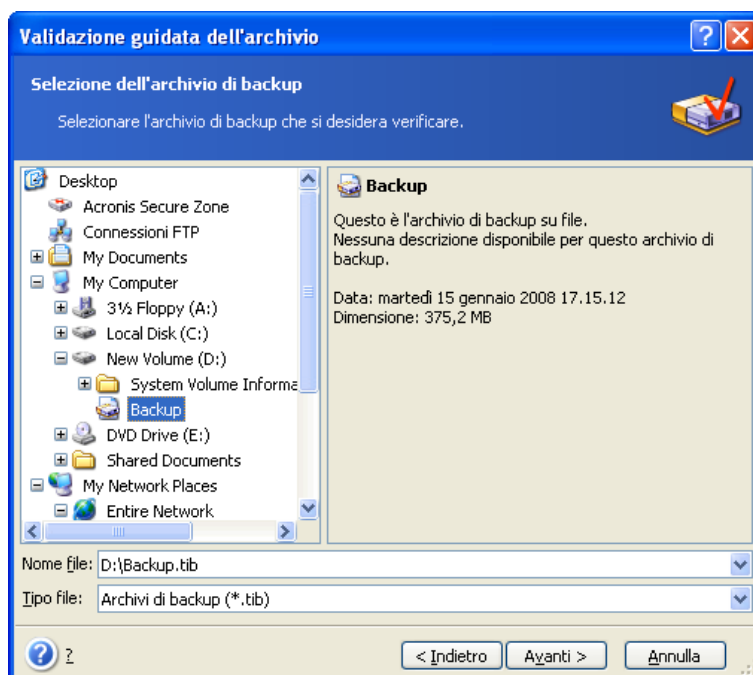 Validazione guidata dell'archivio
Selezione dell'archivio di backup
Selezionare l'archivio di backup che si desidera verificare.
Desktop
Acronis Secure Zone
Connessioni FTP
My Documents
My Computer
3½ Floppy (A:)
Local Disk (C:)
New Volume (D:)
System Volume Informa
Backup
DVD Drive (E:)
Shared Documents
My Network Places
Entire Network
Backup
Questo è l'archivio di backup su file.
Nessuna descrizione disponibile per questo archivio di
backup.
Data: martedì 15 gennaio 2008 17.15.12
Dimensione: 375,2 MB
Nome file: D:\Backup.tib
Tipo file: Archivi di backup (*.tib)
? < Indietro Avanti > Annulla